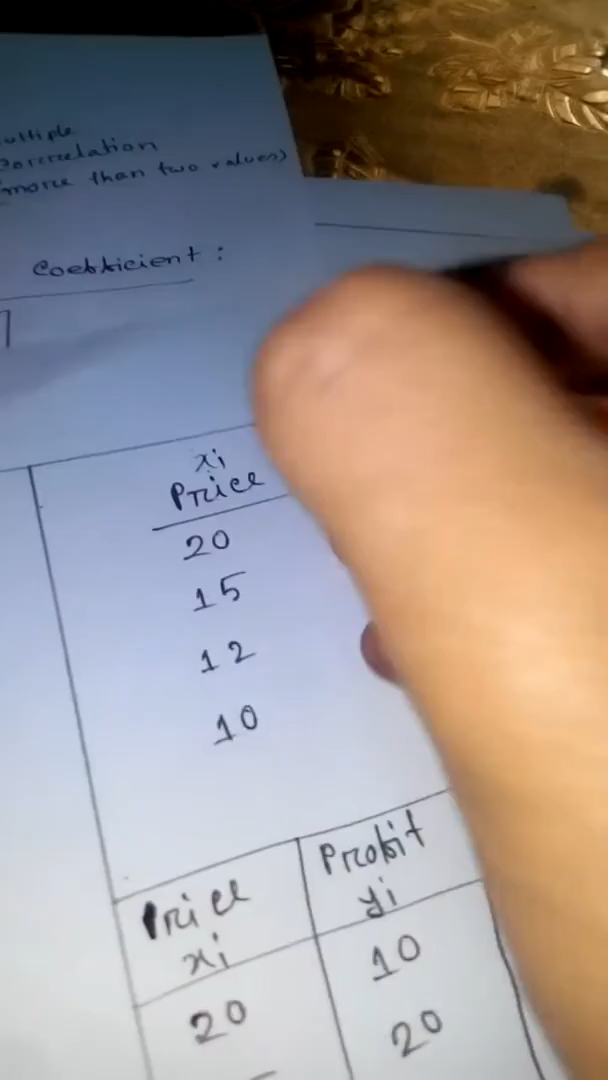 Correlation
(more than two values)
Coefficient :
xi
Price
20
15
12
10
Price Profit
xi yi
20 10
20